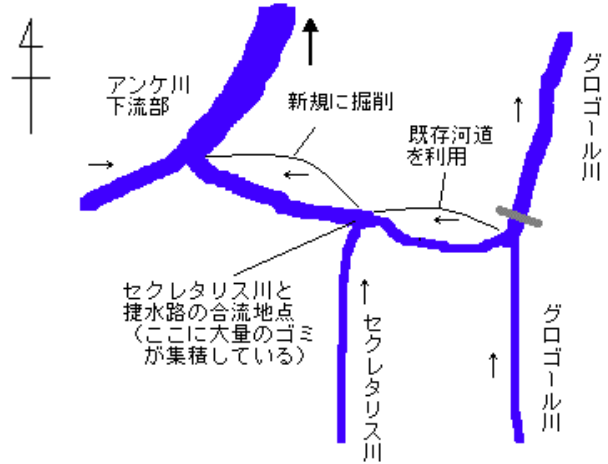 アンケ川
下流部
新規に掘削
既存河道
を利用
グロゴール川
セクレタリス川と
捷水路の合流地点
（ここに大量のゴミ
が集積している）
セクレタリス川
グロゴール川